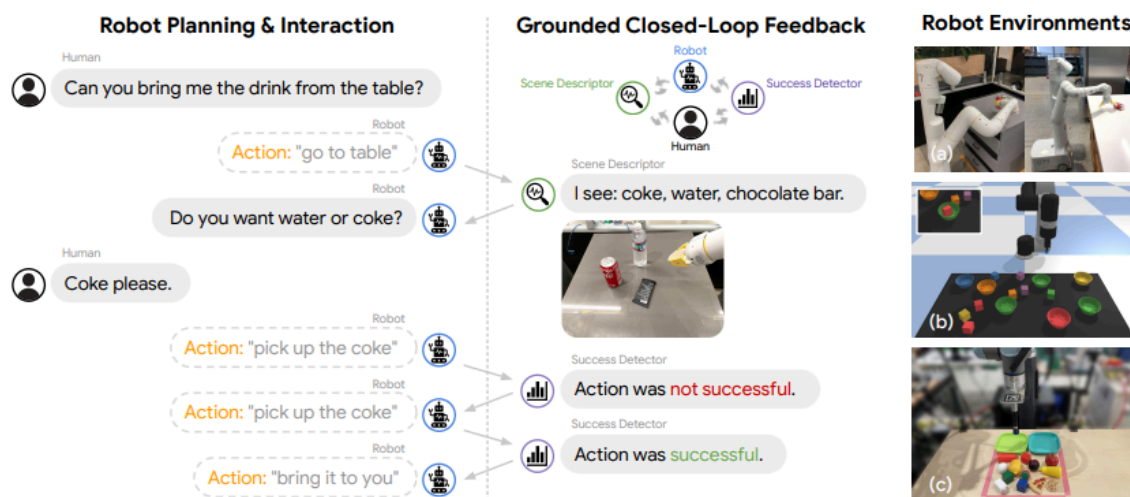 Robot Planning & Interaction
Human
Can you bring me the drink from the table?
Robot
Action: "go to table"
Robot
Do you want water or coke?
Human
Coke please.
Robot
Action: "pick up the coke"
Robot
Action: "pick up the coke"
Robot
Action: "bring it to you"
Grounded Closed-Loop Feedback
Robot
Scene Descriptor
Success Detector
Human
Scene Descriptor
I see: coke, water, chocolate bar.
Success Detector
Action was not successful.
Success Detector
Action was successful.
Robot Environments
(a)
(b)
(c)